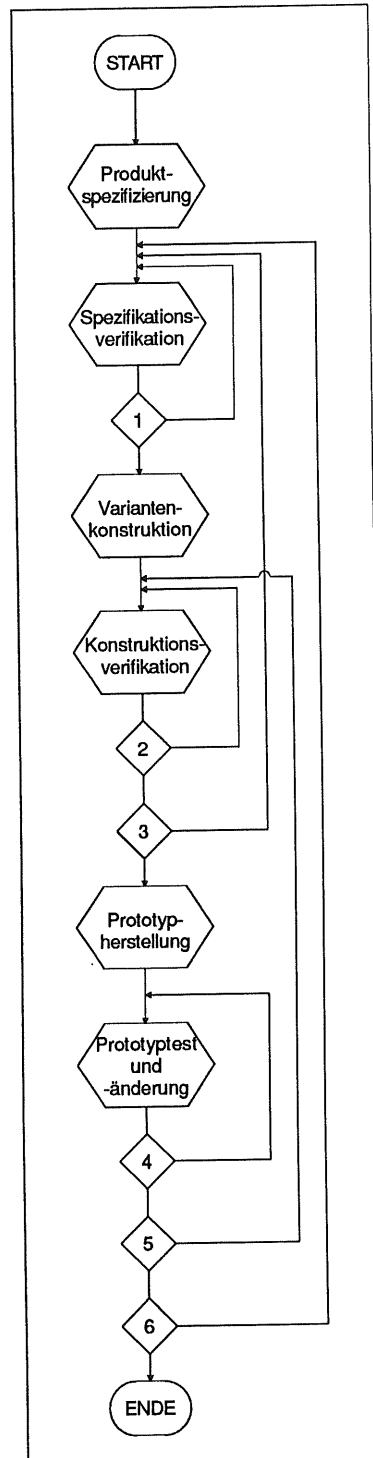 START
Produkt-
spezifizierung
Spezifikations-
verifikation
1
Varianten-
konstruktion
Konstruktions-
verifikation
2
3
Prototyp-
herstellung
Prototyptest
und
-änderung
4
5
6
ENDE